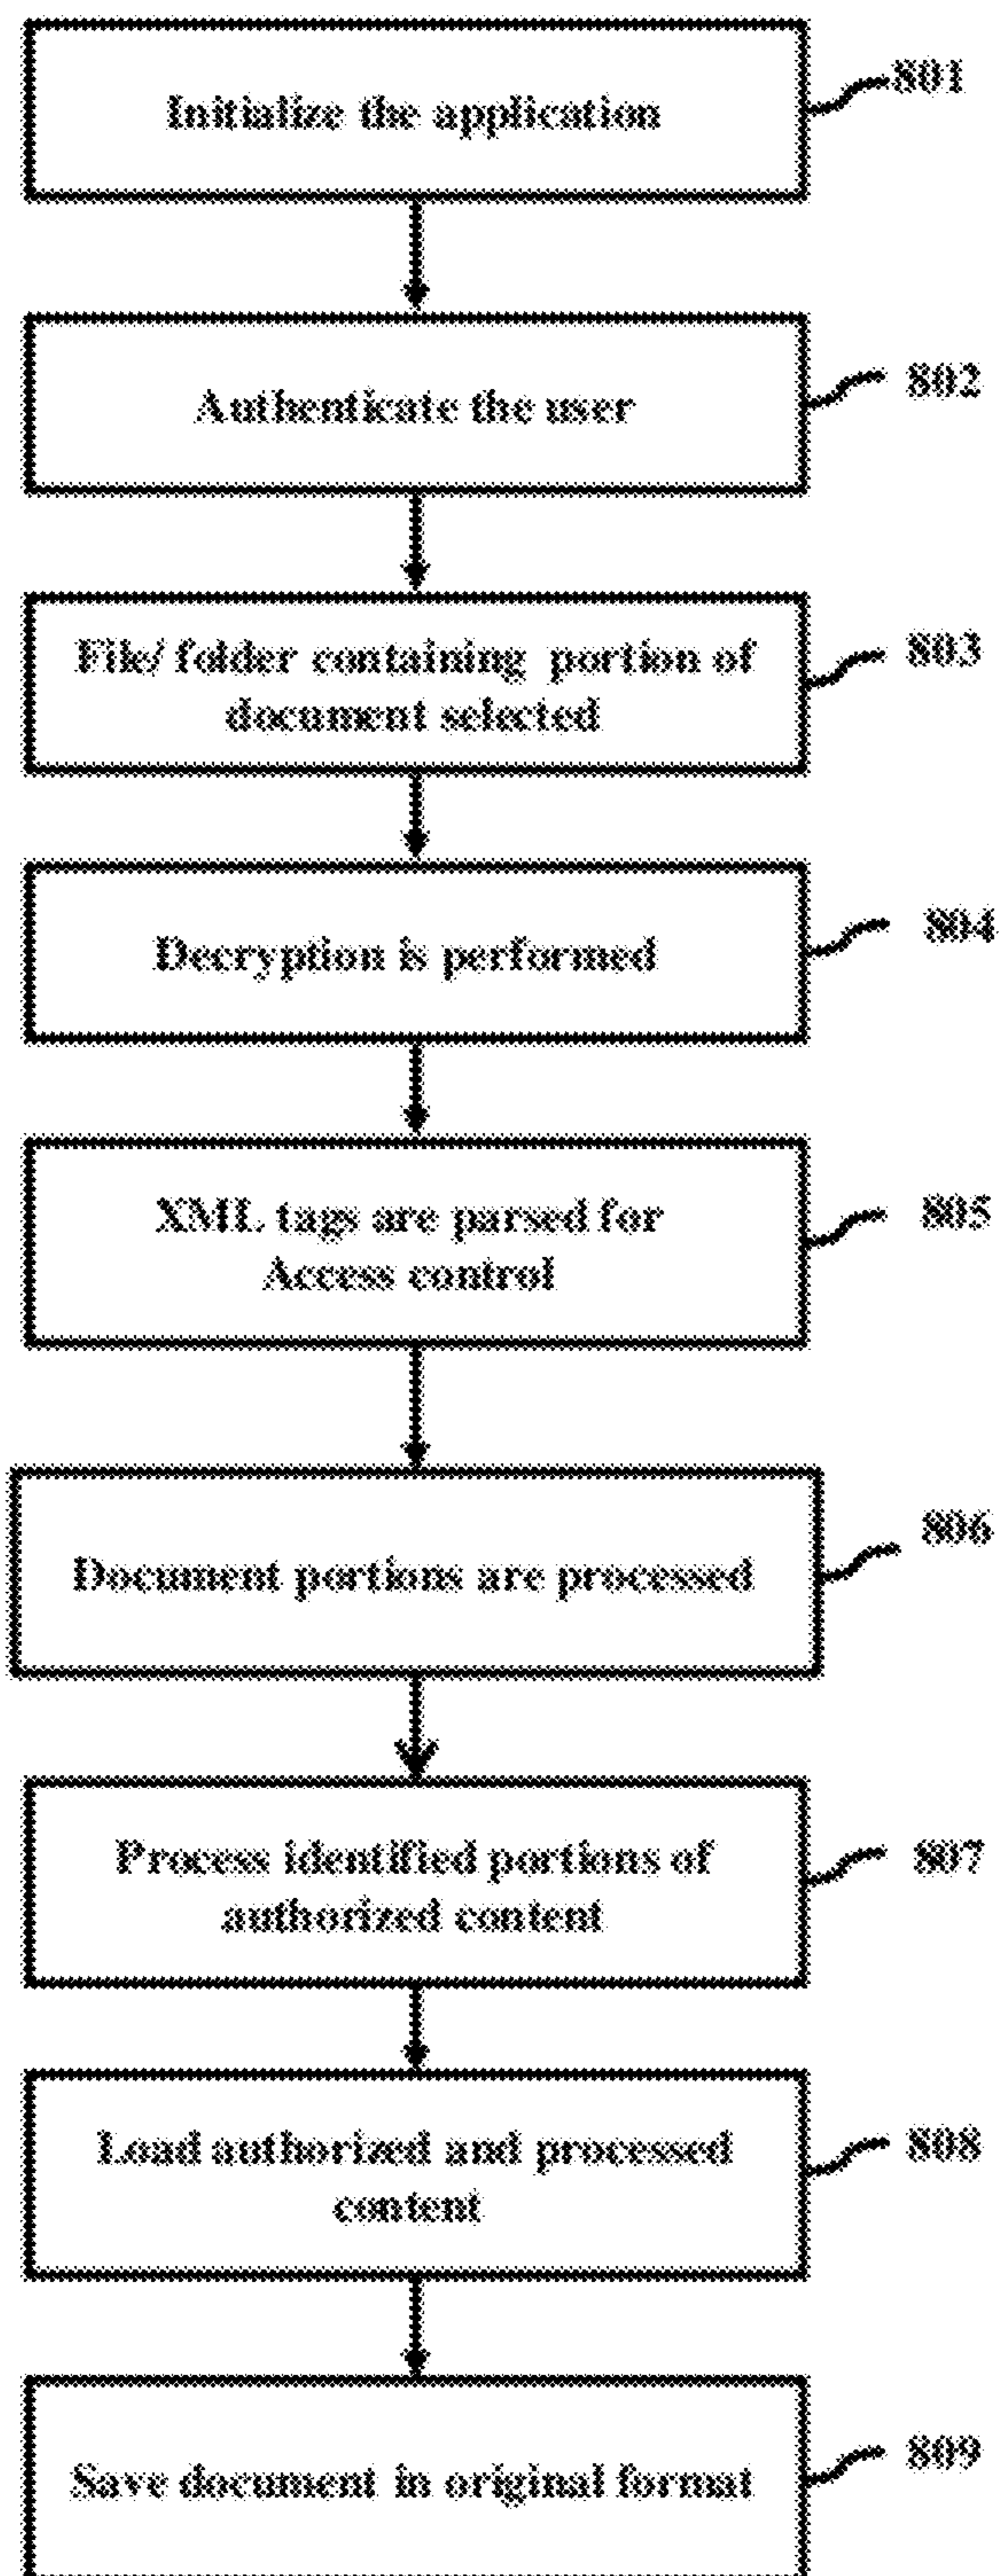 Initialize the application
801
Authenticate the user
802
File/ folder containing portion of
document selected
803
Decryption is performed
804
XML tags are parsed for
Access control
805
Document portions are processed
806
Process identified portions of
authorized content
807
Load authorized and processed
content
808
Save document in original format
809